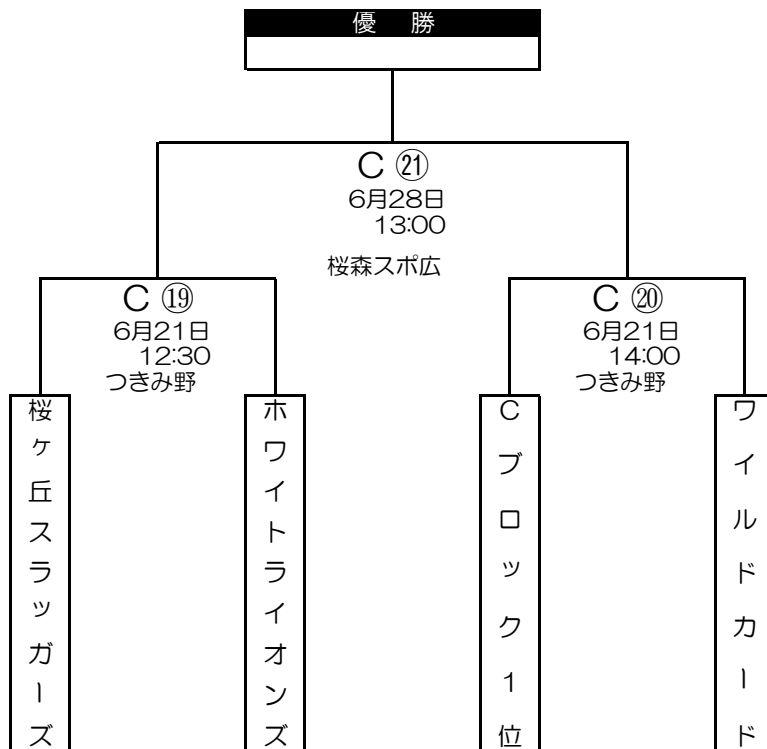 優　勝
C ㉑
6月28日
13:00
桜森スポ広
C ⑲
6月21日
12:30
つきみ野
C ⑳
6月21日
14:00
つきみ野
桜ヶ丘スラッガーズ
ホワイトライオンズ
Cブロック1位
ワイルドカード